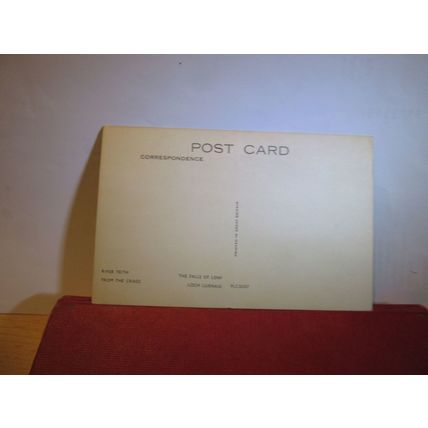 POST CARD
CORRESPONDENCE
PRINTED IN GREAT BRITAIN
RIVER TEITH
FROM THE CRAGS
THE FALLS OF LENY
LOCH LUBNAIG